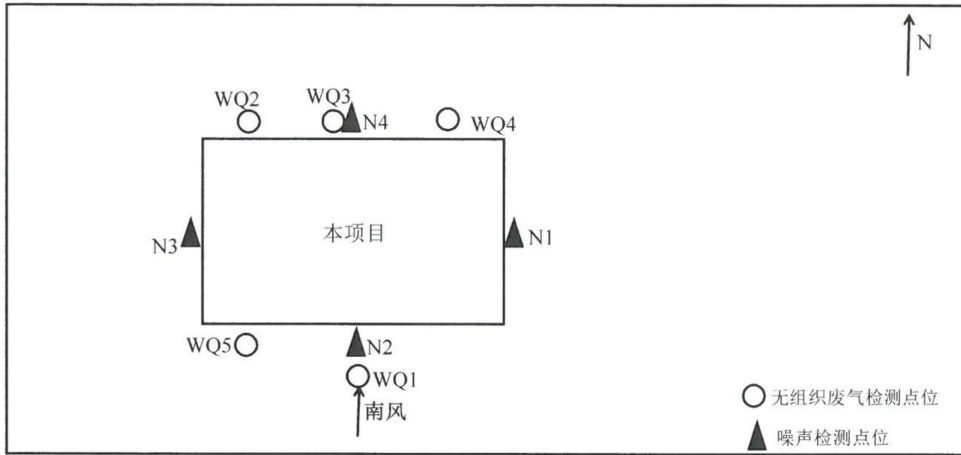 N
WQ2
WQ3
N4
WQ4
N3
本项目
N1
WQ5
N2
WQ1
南风
无组织废气检测点位
噪声检测点位